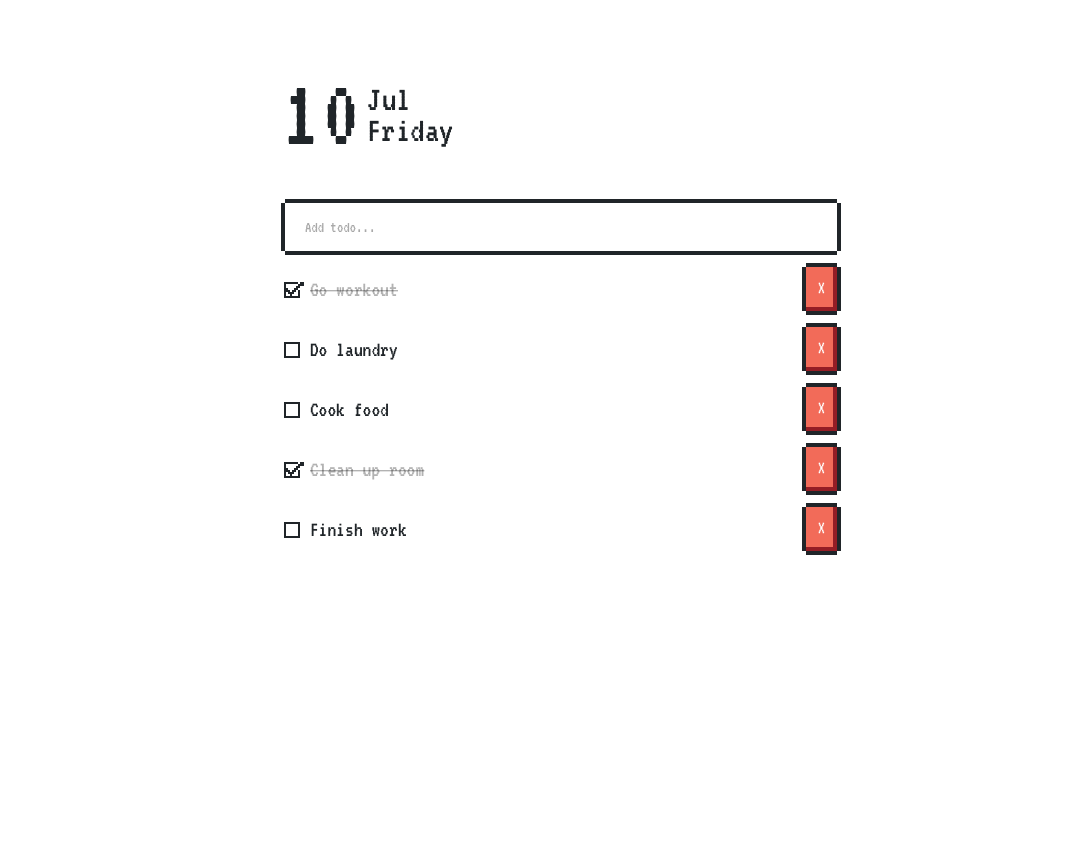 10
Jul
Friday
Add todo...
Go workout
X
Do laundry
X
Cook food
X
Clean up room
X
Finish work
X